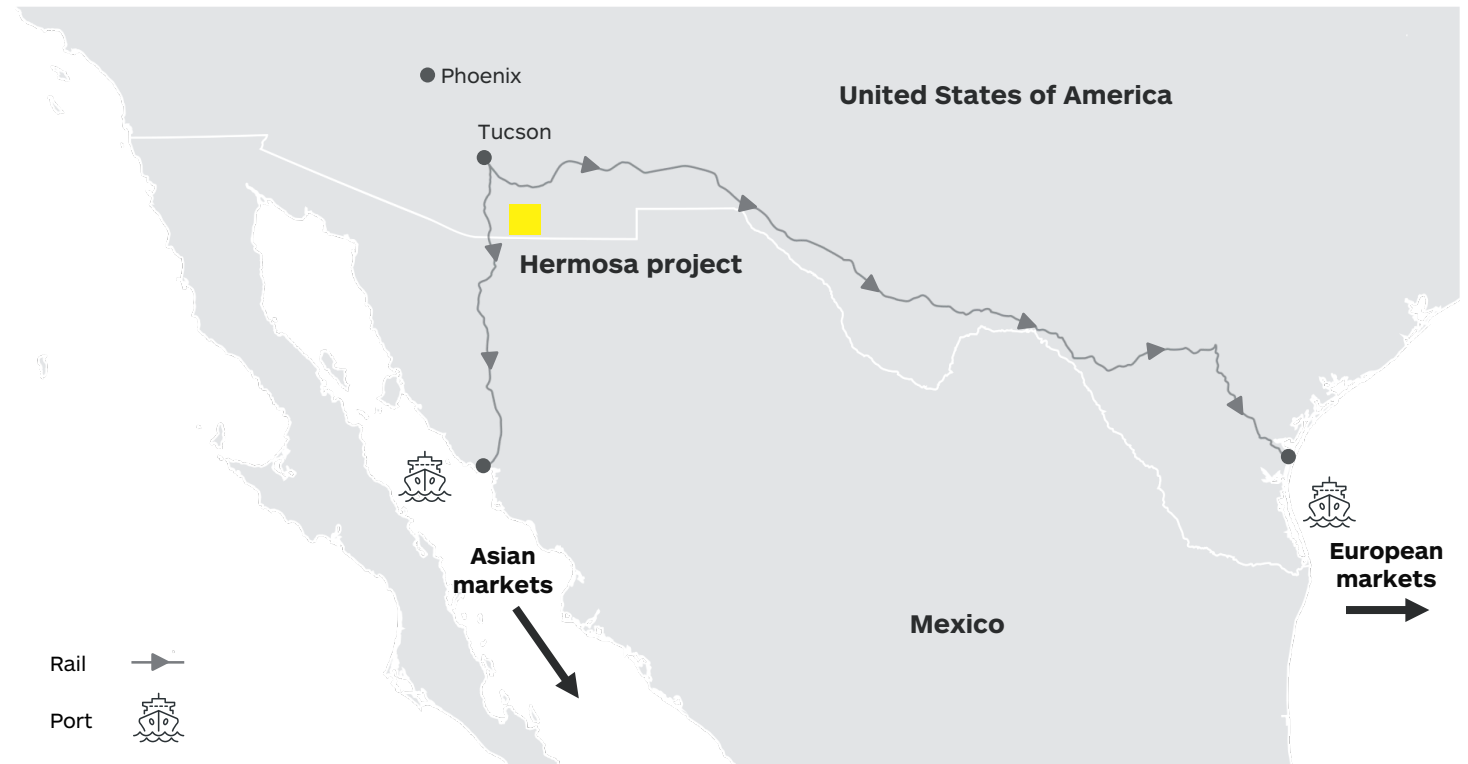 Phoenix
United States of America
Tucson
Hermosa project
Asian
markets
European
markets
Mexico
Rail
Port